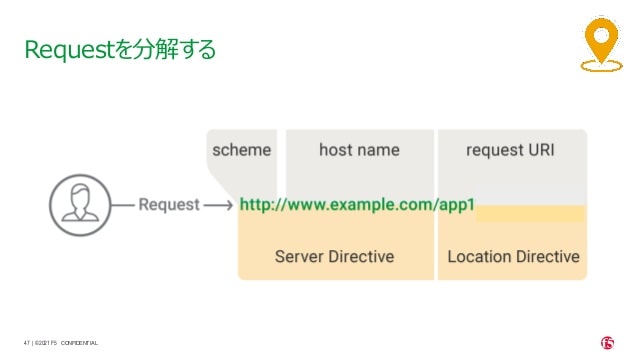 Requestを分解する
scheme
host name
request URI
Request
http://www.example.com/app1
Server Directive
Location Directive
47 | ©2021 F5 CONFIDENTIAL
f5